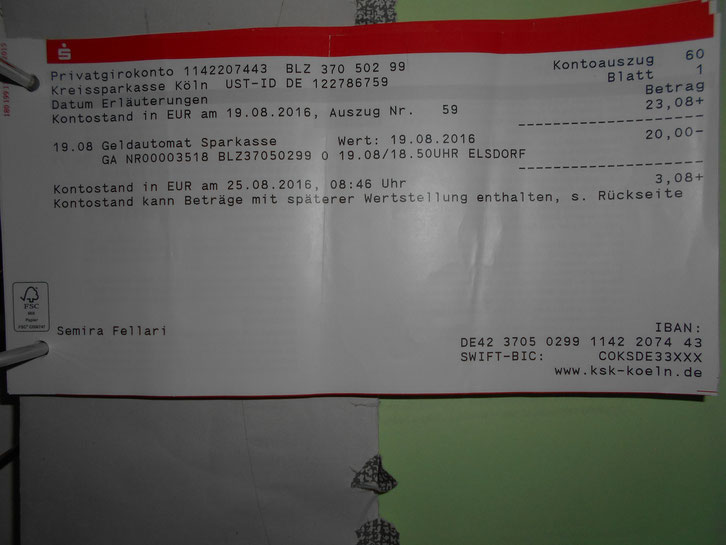 Privatgirokonto 1142207443 BLZ 370 502 99 Kontoauszug 60
Kreissparkasse Köln UST-ID DE 122786759 Blatt 1
Datum Erläuterungen Betrag
Kontostand in EUR am 19.08.2016, Auszug Nr. 59 23,08+
19.08 Geldautomat Sparkasse Wert: 19.08.2016 20,00-
GA NR00003518 BLZ37050299 0 19.08/18.50UHR ELSDORF
Kontostand in EUR am 25.08.2016, 08:46 Uhr 3,08+
Kontostand kann Beträge mit späterer Wertstellung enthalten, s. Rückseite
FSC
Papier
Semira Fellari
IBAN:
DE42 3705 0299 1142 2074 43
SWIFT-BIC: COKSDE33XXX
www.ksk-koeln.de